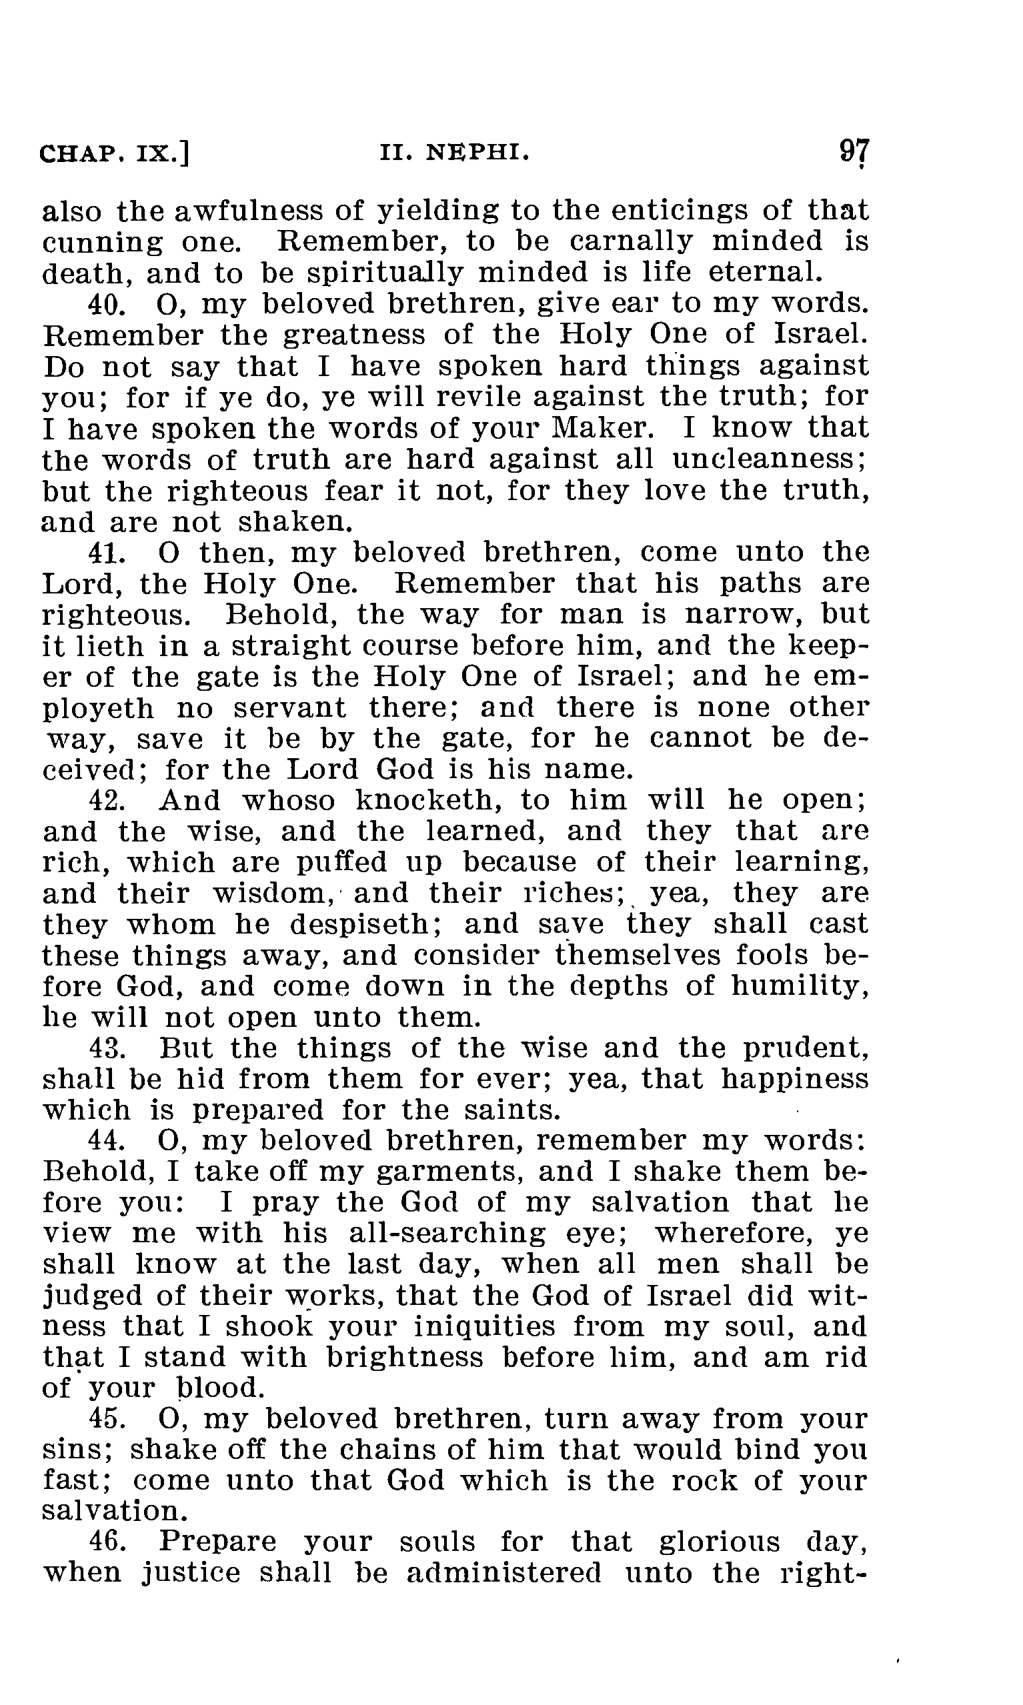 CHAP. IX.] II. NEPHI. 97
also the awfulness of yielding to the enticings of that
cunning one. Remember, to be carnally minded is
death, and to be spiritually minded is life eternal.
40. O, my beloved brethren, give ear to my words.
Remember the greatness of the Holy One of Israel.
Do not say that I have spoken hard things against
you; for if ye do, ye will revile against the truth; for
I have spoken the words of your Maker. I know that
the words of truth are hard against all uncleanness;
but the righteous fear it not, for they love the truth,
and are not shaken.
41. O then, my beloved brethren, come unto the
Lord, the Holy One. Remember that his paths are
righteous. Behold, the way for man is narrow, but
it lieth in a straight course before him, and the keep-
er of the gate is the Holy One of Israel; and he em-
ployeth no servant there; and there is none other
way, save it be by the gate, for he cannot be de-
ceived; for the Lord God is his name.
42. And whoso knocketh, to him will he open;
and the wise, and the learned, and they that are
rich, which are puffed up because of their learning,
and their wisdom, and their riches; yea, they are
they whom he despiseth; and save they shall cast
these things away, and consider themselves fools be-
fore God, and come down in the depths of humility,
he will not open unto them.
43. But the things of the wise and the prudent,
shall be hid from them for ever; yea, that happiness
which is prepared for the saints.
44. O, my beloved brethren, remember my words:
Behold, I take off my garments, and I shake them be-
fore you: I pray the God of my salvation that he
view me with his all-searching eye; wherefore, ye
shall know at the last day, when all men shall be
judged of their works, that the God of Israel did wit-
ness that I shook your iniquities from my soul, and
that I stand with brightness before him, and am rid
of your blood.
45. O, my beloved brethren, turn away from your
sins; shake off the chains of him that would bind you
fast; come unto that God which is the rock of your
salvation.
46. Prepare your souls for that glorious day,
when justice shall be administered unto the right-